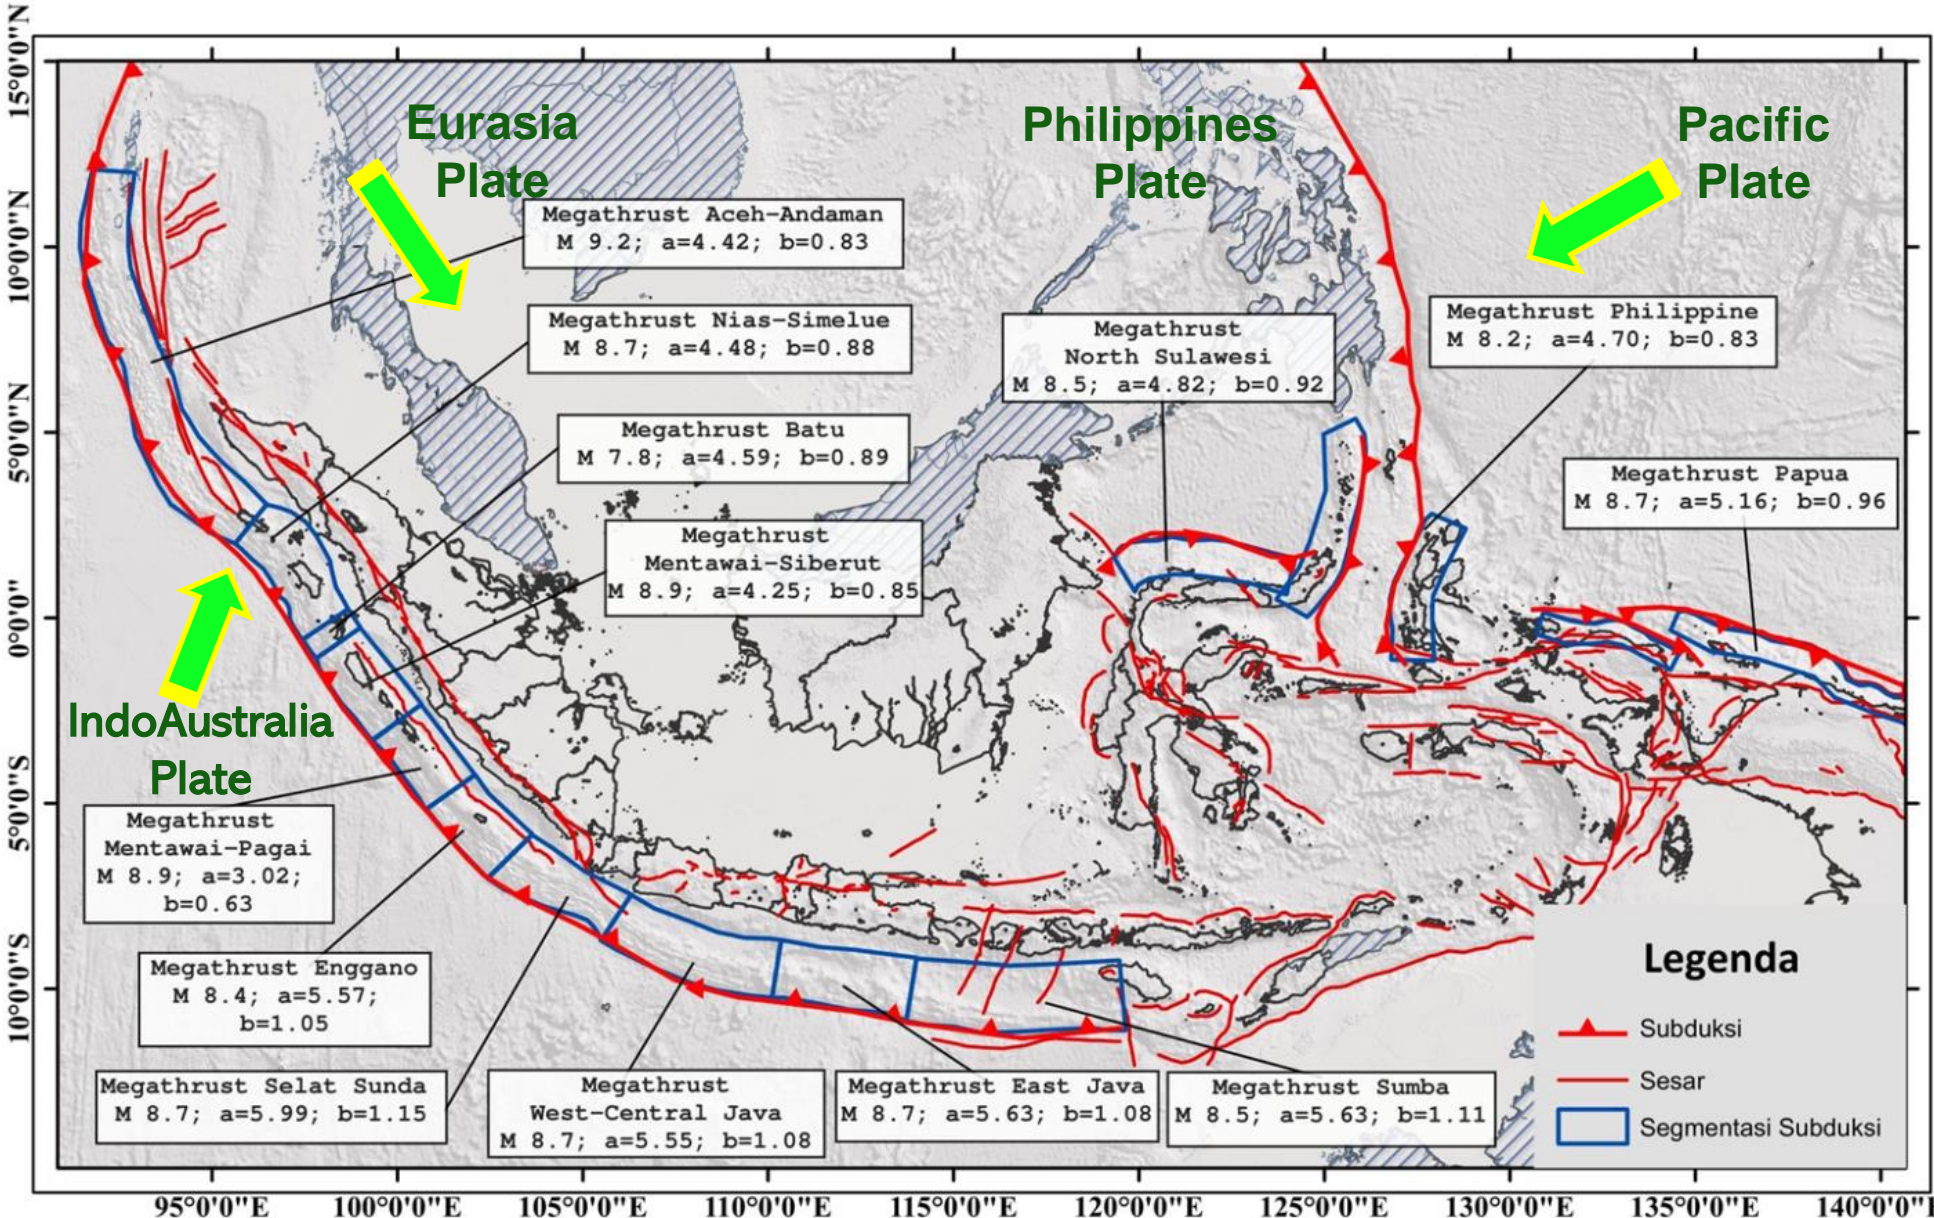 Eurasia
Plate
Philippines
Plate
Pacific
Plate
Megathrust Aceh-Andaman
M 9.2; a=4.42; b=0.83
Megathrust Nias-Simelue
M 8.7; a=4.48; b=0.88
Megathrust Batu
M 7.8; a=4.59; b=0.89
Megathrust
Mentawai-Siberut
M 8.9; a=4.25; b=0.85
Megathrust
North Sulawesi
M 8.5; a=4.82; b=0.92
Megathrust Philippine
M 8.2; a=4.70; b=0.83
Megathrust Papua
M 8.7; a=5.16; b=0.96
IndoAustralia
Plate
Megathrust
Mentawai-Pagai
M 8.9; a=3.02;
b=0.63
Megathrust Enggano
M 8.4; a=5.57;
b=1.05
Megathrust Selat Sunda
M 8.7; a=5.99; b=1.15
Megathrust
West-Central Java
M 8.7; a=5.55; b=1.08
Megathrust East Java
M 8.7; a=5.63; b=1.08
Megathrust Sumba
M 8.5; a=5.63; b=1.11
Legenda
Subduksi
Sesar
Segmentasi Subduksi
15°0'0"N
10°0'0"N
5°0'0"N
0°0'0"
5°0'0"S
10°0'0"S
95°0'0"E
100°0'0"E
105°0'0"E
110°0'0"E
115°0'0"E
120°0'0"E
125°0'0"E
130°0'0"E
135°0'0"E
140°0'0"E